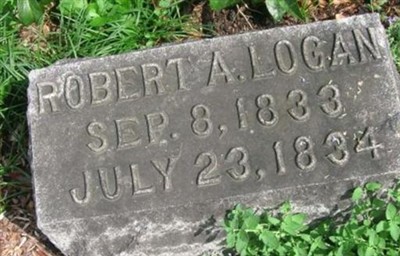 ROBERT A. LOGAN
SEP. 8, 1833
JULY 23, 1834